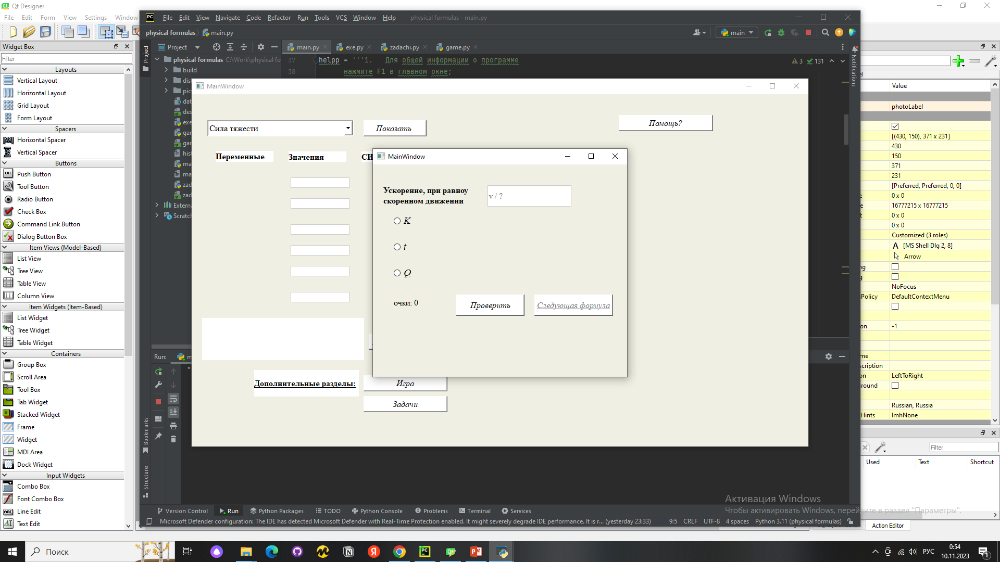 Qt Designer
File Edit Form View Settings Window
Widget Box
Filter
Layouts
Vertical Layout
Horizontal Layout
Grid Layout
Form Layout
Spacers
Horizontal Spacer
Vertical Spacer
Buttons
Push Button
Tool Button
Radio Button
Check Box
Command Link Button
Dialog Button Box
Item Views (Model-Based)
List View
Tree View
Table View
Column View
Item Widgets (Item-Based)
List Widget
Tree Widget
Table Widget
Containers
Group Box
Scroll Area
Tool Box
Tab Widget
Stacked Widget
Frame
Widget
MDI Area
Dock Widget
Input Widgets
Combo Box
Font Combo Box
Line Edit
Text Edit
File Edit View Navigate Code Refactor Run Tools VCS Window Help physical formulas - main.py
physical formulas main.py main
Project Project main.py exe.py zadachi.py game.py
physical formulas C:\Work\physical fo
build
dis
pic
dat
des
exe
gar
gar
hist
ma
ma
zad
zad
Externa
Scratch
37 helpp = '''1. Для общей информации о программе
38 нажмите F1 в главном окне;
3 131
Notifications
MainWindow
Сила тяжести Показать Помощь?
Переменные Значения СИ
MainWindow
Ускорение, при равноу
скоренном движении
v / ?
K
t
Q
очки: 0 Проверить Следующая формула
Дополнительные разделы: Игра
Задачи
Run: m
"
Bookmarks
Structure
Version Control Run Python Packages TODO Python Console Problems Terminal Services
Microsoft Defender configuration: The IDE has detected Microsoft Defender with Real-Time Protection enabled. It might severely degrade IDE performance. It is r... (yesterday 23:33) 9:5 CRLF UTF-8 4 spaces Python 3.11 (physical formulas)
Value
photoLabel
[(430, 150), 371 x 231]
430
150
371
231
[Preferred, Preferred, 0, 0]
0 x 0
16777215 x 16777215
0 x 0
0 x 0
Customized (3 roles)
A [MS Shell Dlg 2, 8]
Arrow
NoFocus
Policy DefaultContextMenu
on -1
me
scription
on LeftToRight
round
Russian, Russia
Hints ImhNone
Filter
Used Text Shortcut
Активация Windows
Чтобы активировать Windows, перейдите в раздел "Параметры".
Action Editor
Поиск
РУС
0:54
10.11.2023
1